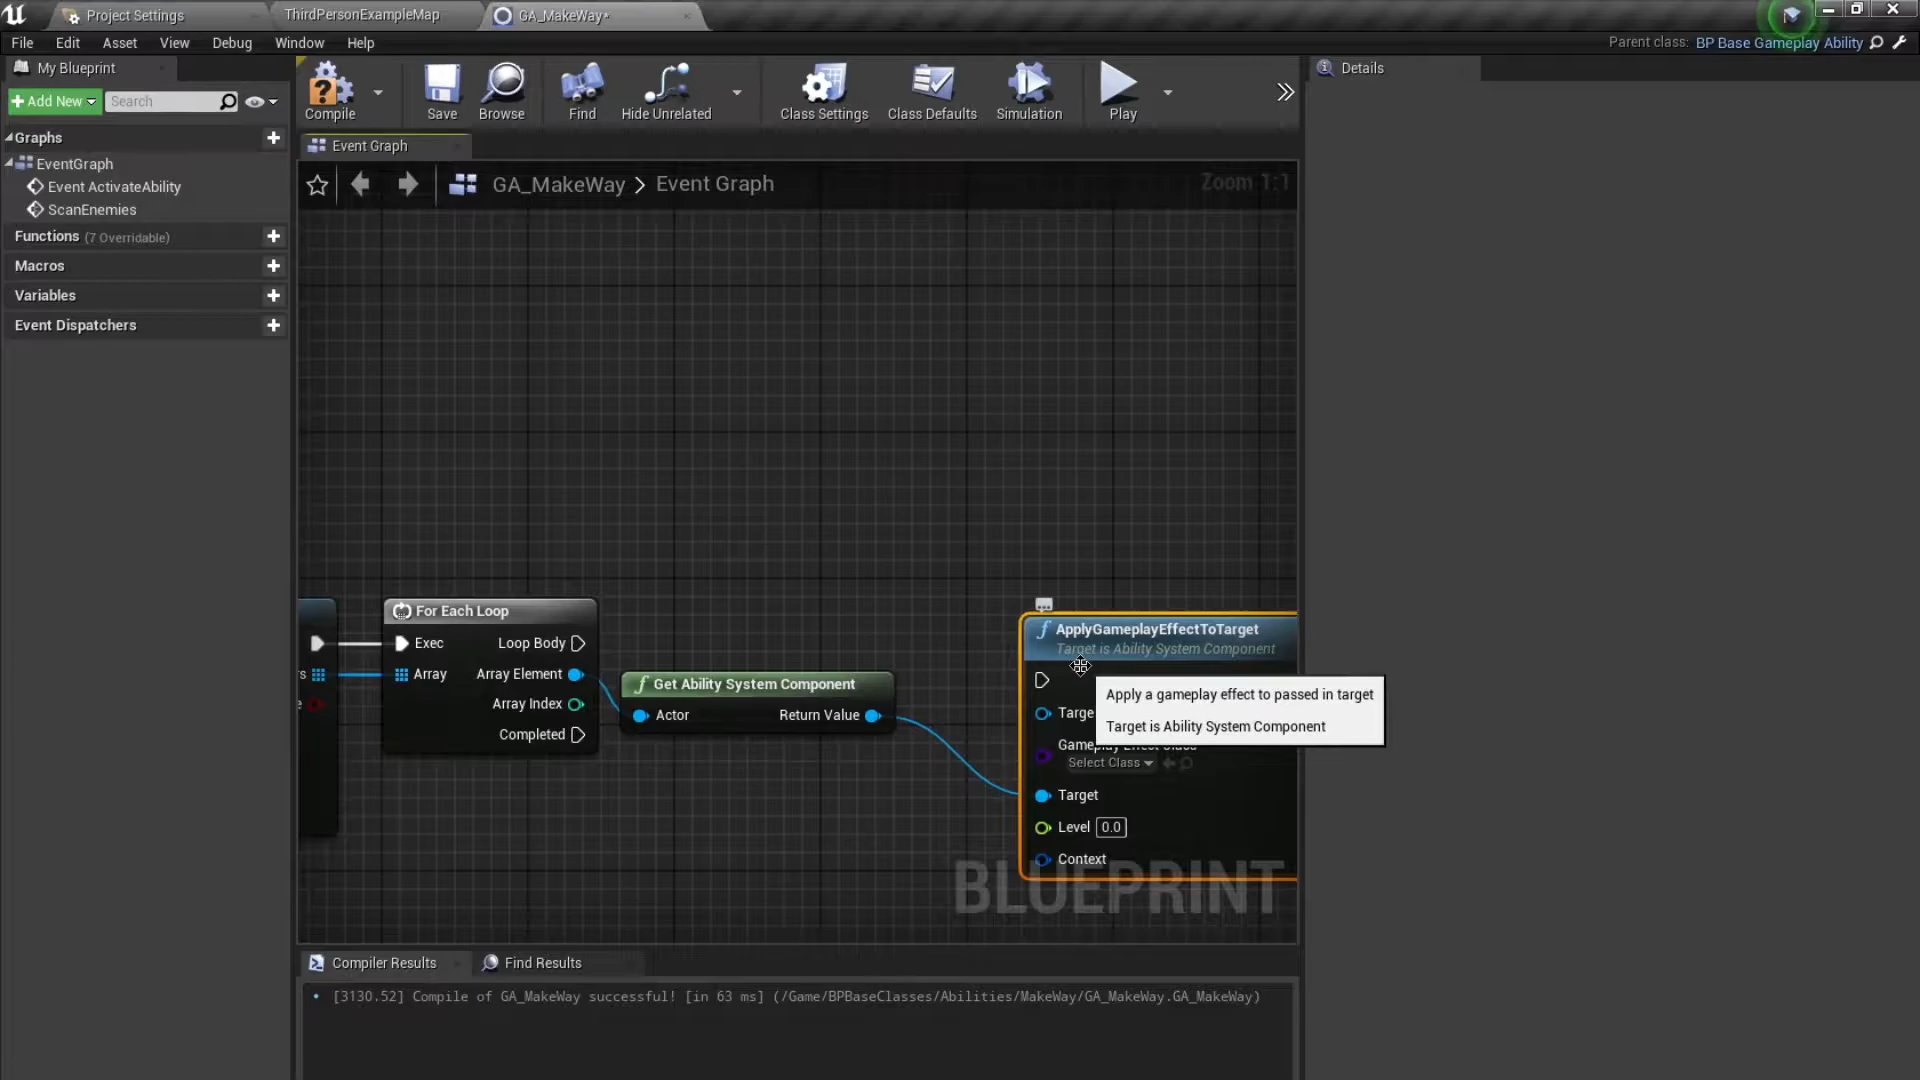 Project Settings
ThirdPersonExampleMap
GA_MakeWay*
File Edit Asset View Debug Window Help
Parent class: BP Base Gameplay Ability
My Blueprint
Add New
Search
Graphs
EventGraph
Event ActivateAbility
ScanEnemies
Functions (7 Overridable)
Macros
Variables
Event Dispatchers
Compile Save Browse Find Hide Unrelated Class Settings Class Defaults Simulation Play
Details
Event Graph
GA_MakeWay > Event Graph
Zoom 1:1
For Each Loop
Exec Loop Body
Array Array Element
Array Index
Completed
Get Ability System Component
Actor Return Value
ApplyGameplayEffectToTarget
Target is Ability System Component
Apply a gameplay effect to passed in target
Target is Ability System Component
Targe
Gameplay Effect Class
Select Class
Target
Level 0.0
Context
BLUEPRINT
Compiler Results
Find Results
[3130.52] Compile of GA_MakeWay successful! [in 63 ms] (/Game/BPBaseClasses/Abilities/MakeWay/GA_MakeWay.GA_MakeWay)